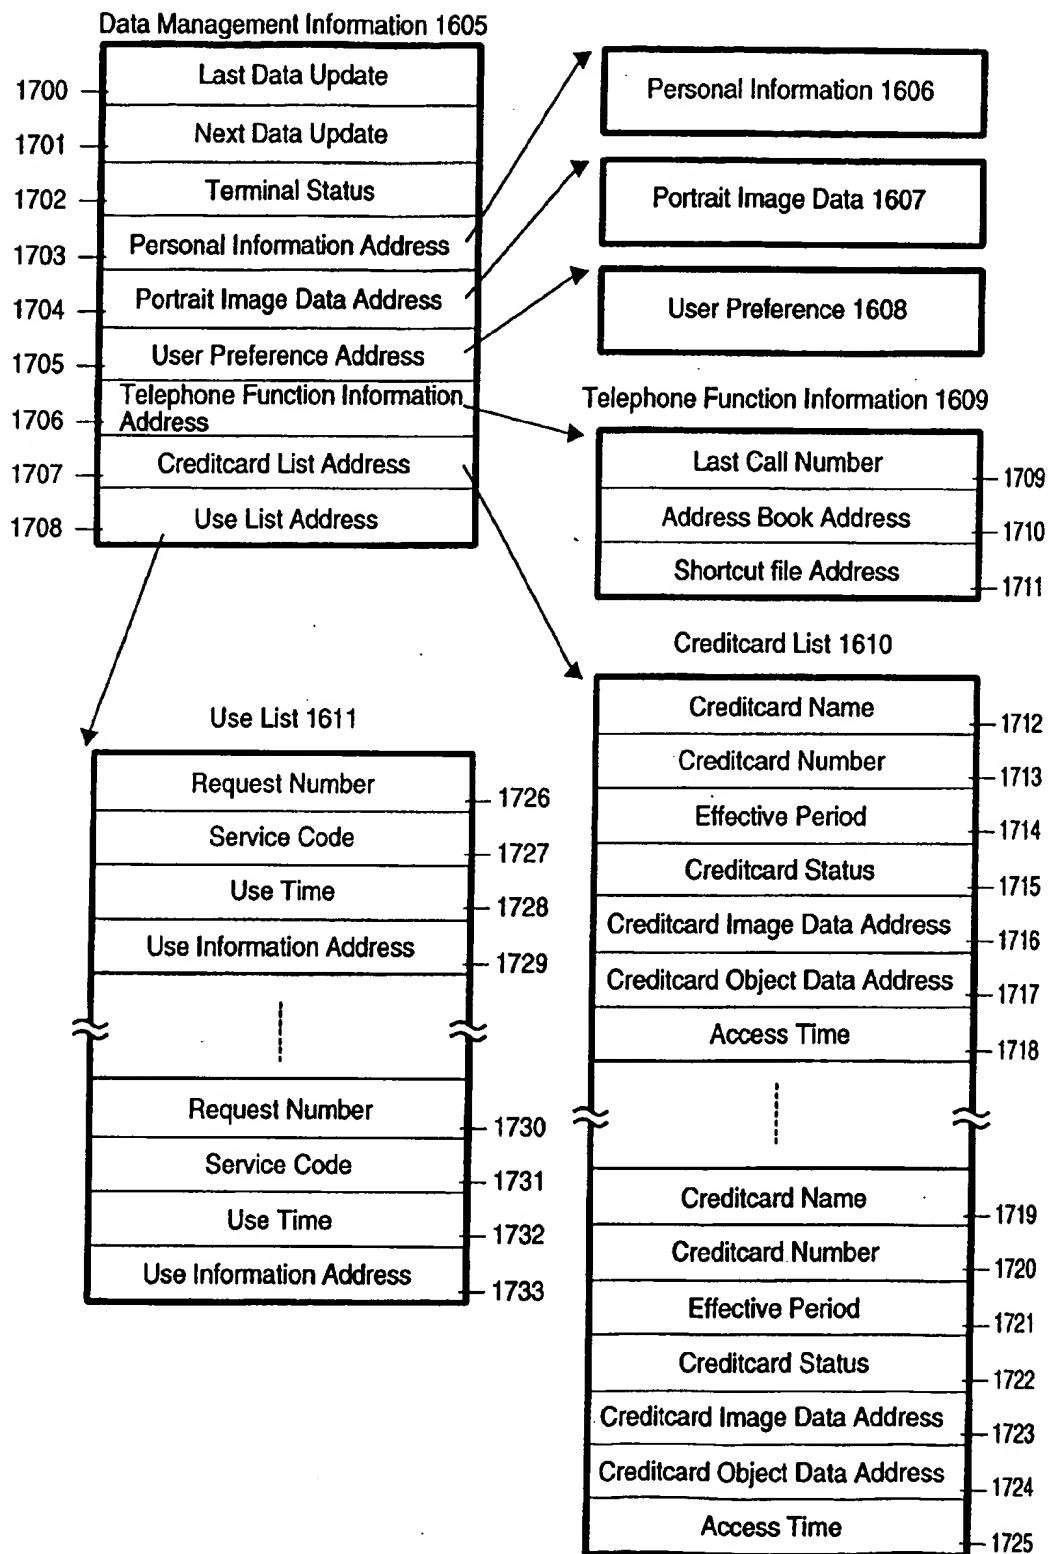 Data Management Information 1605
1700
Last Data Update
1701
Next Data Update
1702
Terminal Status
1703
Personal Information Address
1704
Portrait Image Data Address
1705
User Preference Address
1706
Telephone Function Information
Address
1707
Creditcard List Address
1708
Use List Address
Personal Information 1606
Portrait Image Data 1607
User Preference 1608
Telephone Function Information 1609
Last Call Number
1709
Address Book Address
1710
Shortcut file Address
1711
Use List 1611
Request Number
1726
Service Code
1727
Use Time
1728
Use Information Address
1729
Request Number
1730
Service Code
1731
Use Time
1732
Use Information Address
1733
Creditcard List 1610
Creditcard Name
1712
Creditcard Number
1713
Effective Period
1714
Creditcard Status
1715
Creditcard Image Data Address
1716
Creditcard Object Data Address
1717
Access Time
1718
Creditcard Name
1719
Creditcard Number
1720
Effective Period
1721
Creditcard Status
1722
Creditcard Image Data Address
1723
Creditcard Object Data Address
1724
Access Time
1725